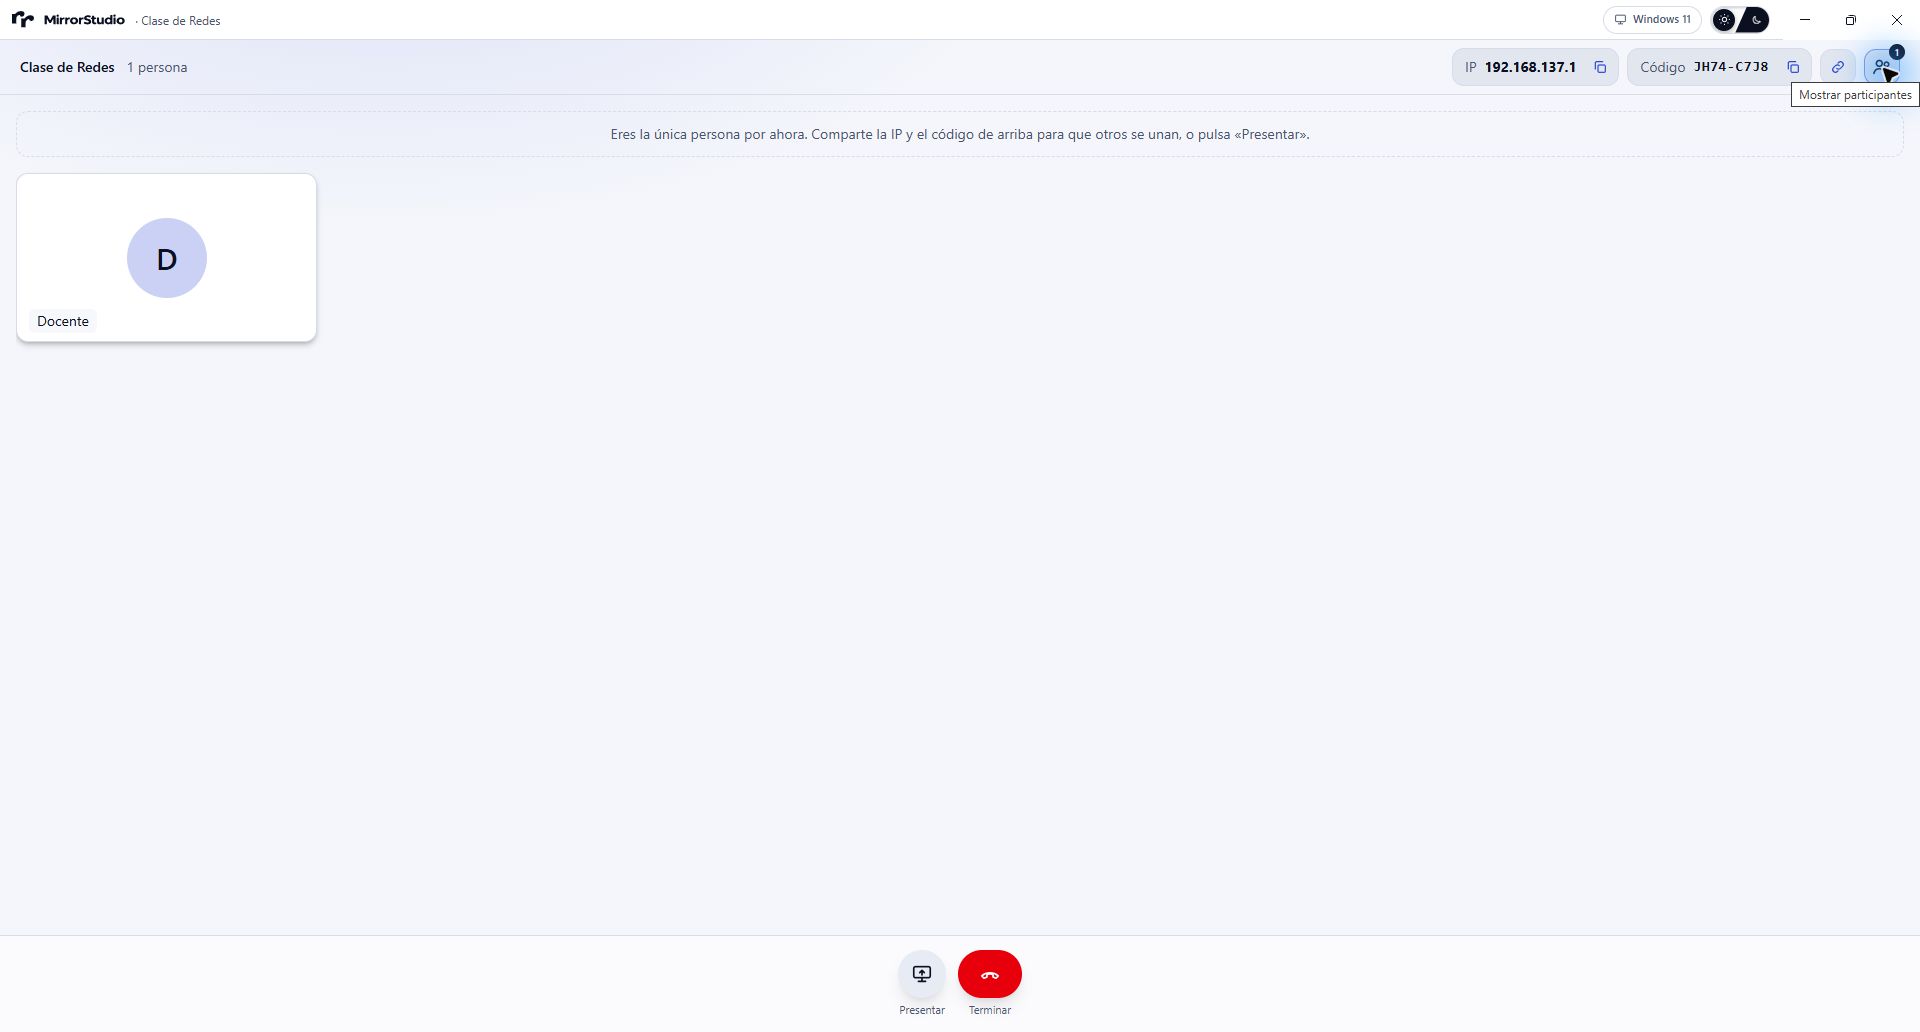 MirrorStudio · Clase de Redes
Windows 11
Clase de Redes 1 persona
IP 192.168.137.1
Código JH74-C7J8
1
Mostrar participantes
Eres la única persona por ahora. Comparte la IP y el código de arriba para que otros se unan, o pulsa «Presentar».
D
Docente
Presentar
Terminar